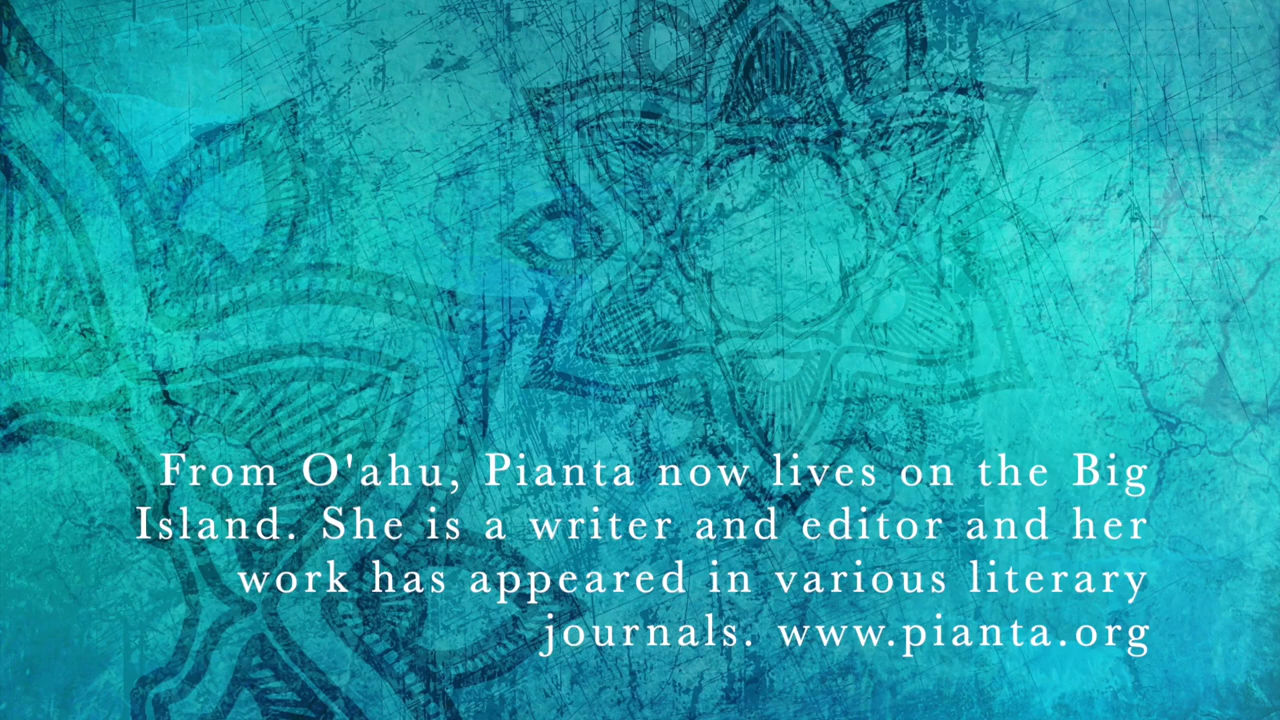 From O'ahu, Pianta now lives on the Big
Island. She is a writer and editor and her
work has appeared in various literary
journals. www.pianta.org